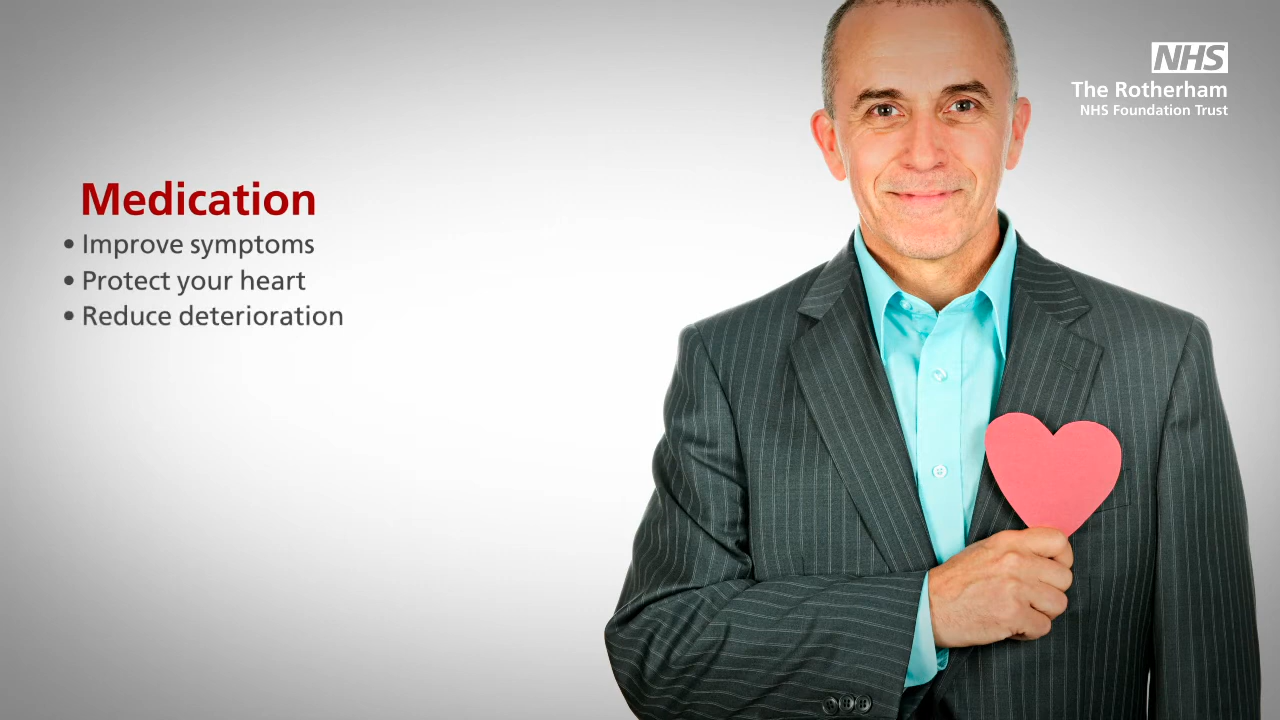 NHS
The Rotherham
NHS Foundation Trust
Medication
• Improve symptoms
• Protect your heart
• Reduce deterioration